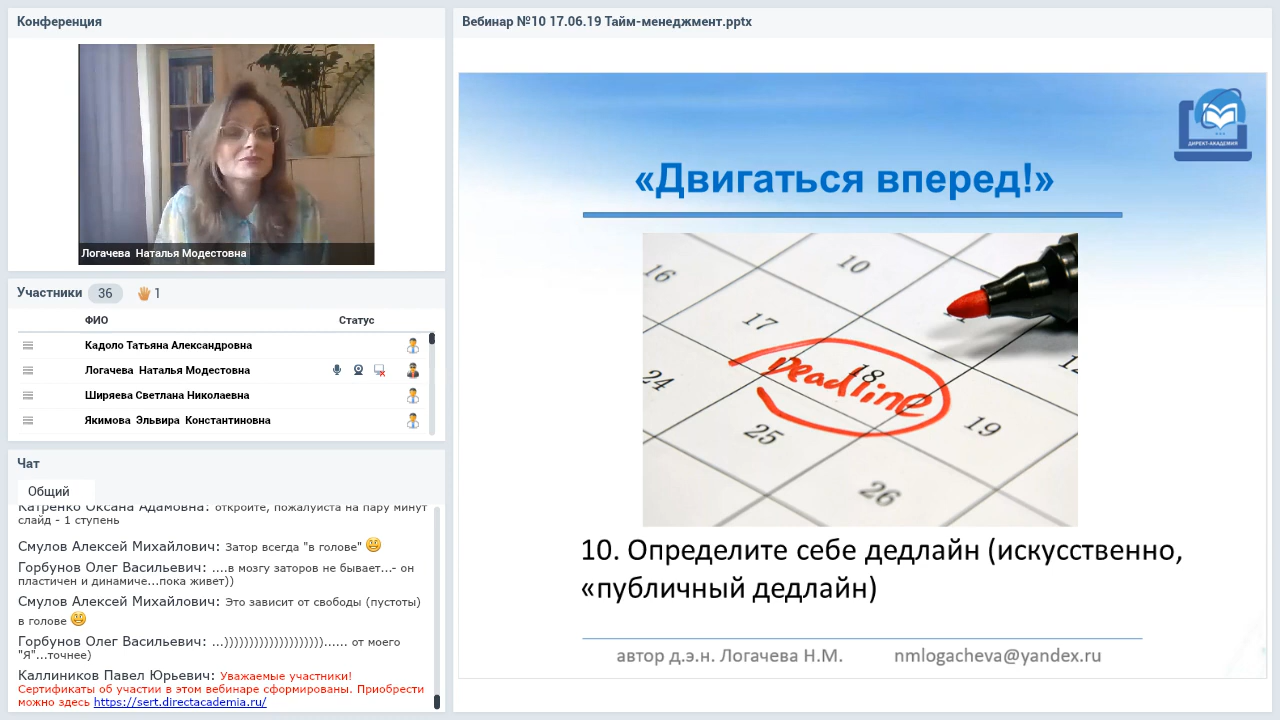 Конференция
Логачева Наталья Модестовна
Участники 36 1
ФИО Статус
Кадоло Татьяна Александровна
Логачева Наталья Модестовна
Ширяева Светлана Николаевна
Якимова Эльвира Константиновна
Чат
Общий
Катренко Оксана Адамовна: откройте, пожалуйста на пару минут
слайд - 1 ступень
Смулов Алексей Михайлович: Затор всегда "в голове"
Горбунов Олег Васильевич: ....в мозгу заторов не бывает...- он
пластичен и динамиче...пока живет))
Смулов Алексей Михайлович: Это зависит от свободы (пустоты)
в голове
Горбунов Олег Васильевич: ...))))))))))))))))))))...... от моего
"Я"...точнее)
Каллиников Павел Юрьевич: Уважаемые участники!
Сертификаты об участии в этом вебинаре сформированы. Приобрести
можно здесь https://sert.directacademia.ru/
Вебинар №10 17.06.19 Тайм-менеджмент.pptx
ДИРЕКТ-АКАДЕМИЯ
«Двигаться вперед!»
16 10 11
17 18 12
Deadline
24 25 19
26
10. Определите себе дедлайн (искусственно,
«публичный дедлайн)
автор д.э.н. Логачева Н.М. nmlogacheva@yandex.ru